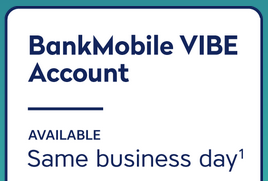 BankMobile VIBE
Account
AVAILABLE
Same business day¹